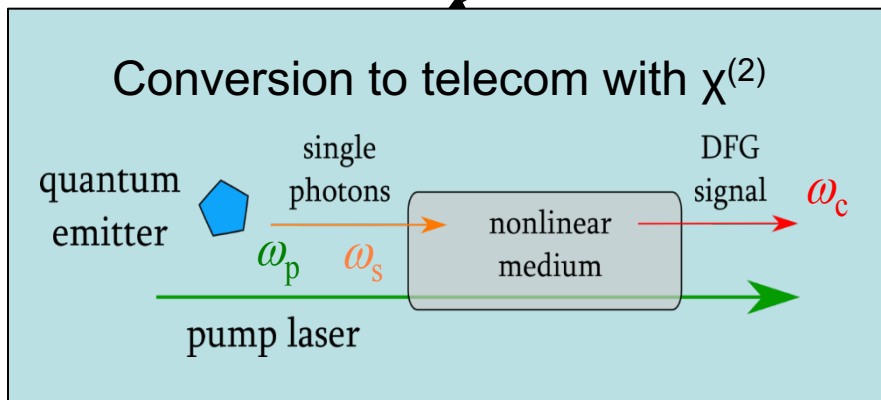 Conversion to telecom with χ⁽²⁾
single
photons
DFG
signal
quantum
emitter
ωc
ωp
ωs
nonlinear
medium
pump laser